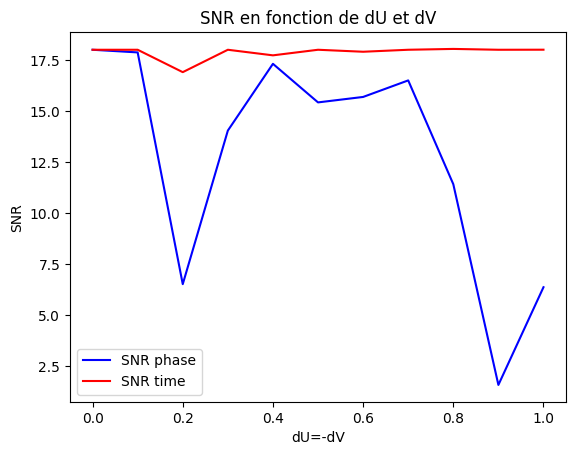 SNR en fonction de dU et dV
17.5
15.0
12.5
10.0
7.5
5.0
2.5
SNR
SNR phase
SNR time
0.0 0.2 0.4 0.6 0.8 1.0
dU=-dV